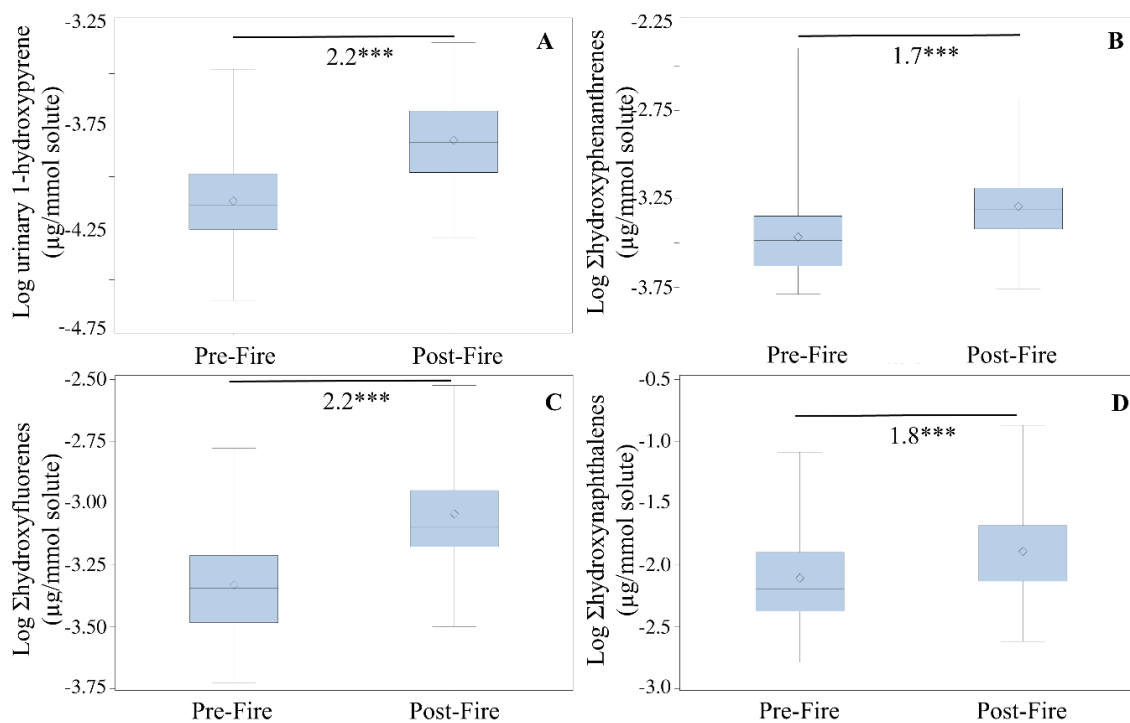 Log urinary 1-hydroxypyrene
(µg/mmol solute)
-3.25
-3.75
-4.25
-4.75
A
2.2***
Pre-Fire
Post-Fire
Log Σhydroxyphenanthrenes
(µg/mmol solute)
-2.25
-2.75
-3.25
-3.75
B
1.7***
Pre-Fire
Post-Fire
Log Σhydroxyfluorenes
(µg/mmol solute)
-2.50
-2.75
-3.00
-3.25
-3.50
-3.75
C
2.2***
Pre-Fire
Post-Fire
Log Σhydroxynaphthalenes
(µg/mmol solute)
-0.5
-1.0
-1.5
-2.0
-2.5
-3.0
D
1.8***
Pre-Fire
Post-Fire